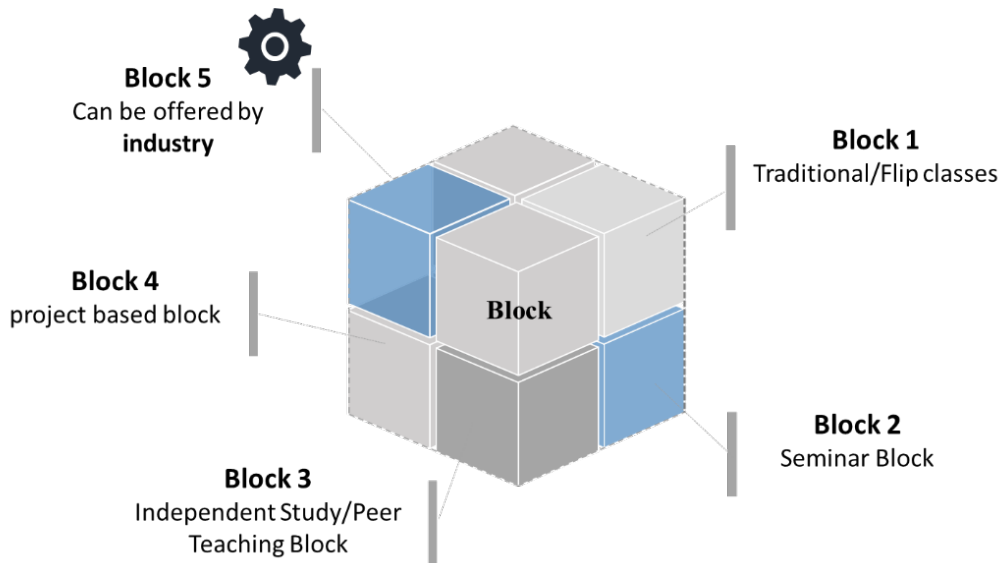 Block 5
Can be offered by
industry
Block 1
Traditional/Flip classes
Block 4
project based block
Block
Block 2
Seminar Block
Block 3
Independent Study/Peer
Teaching Block